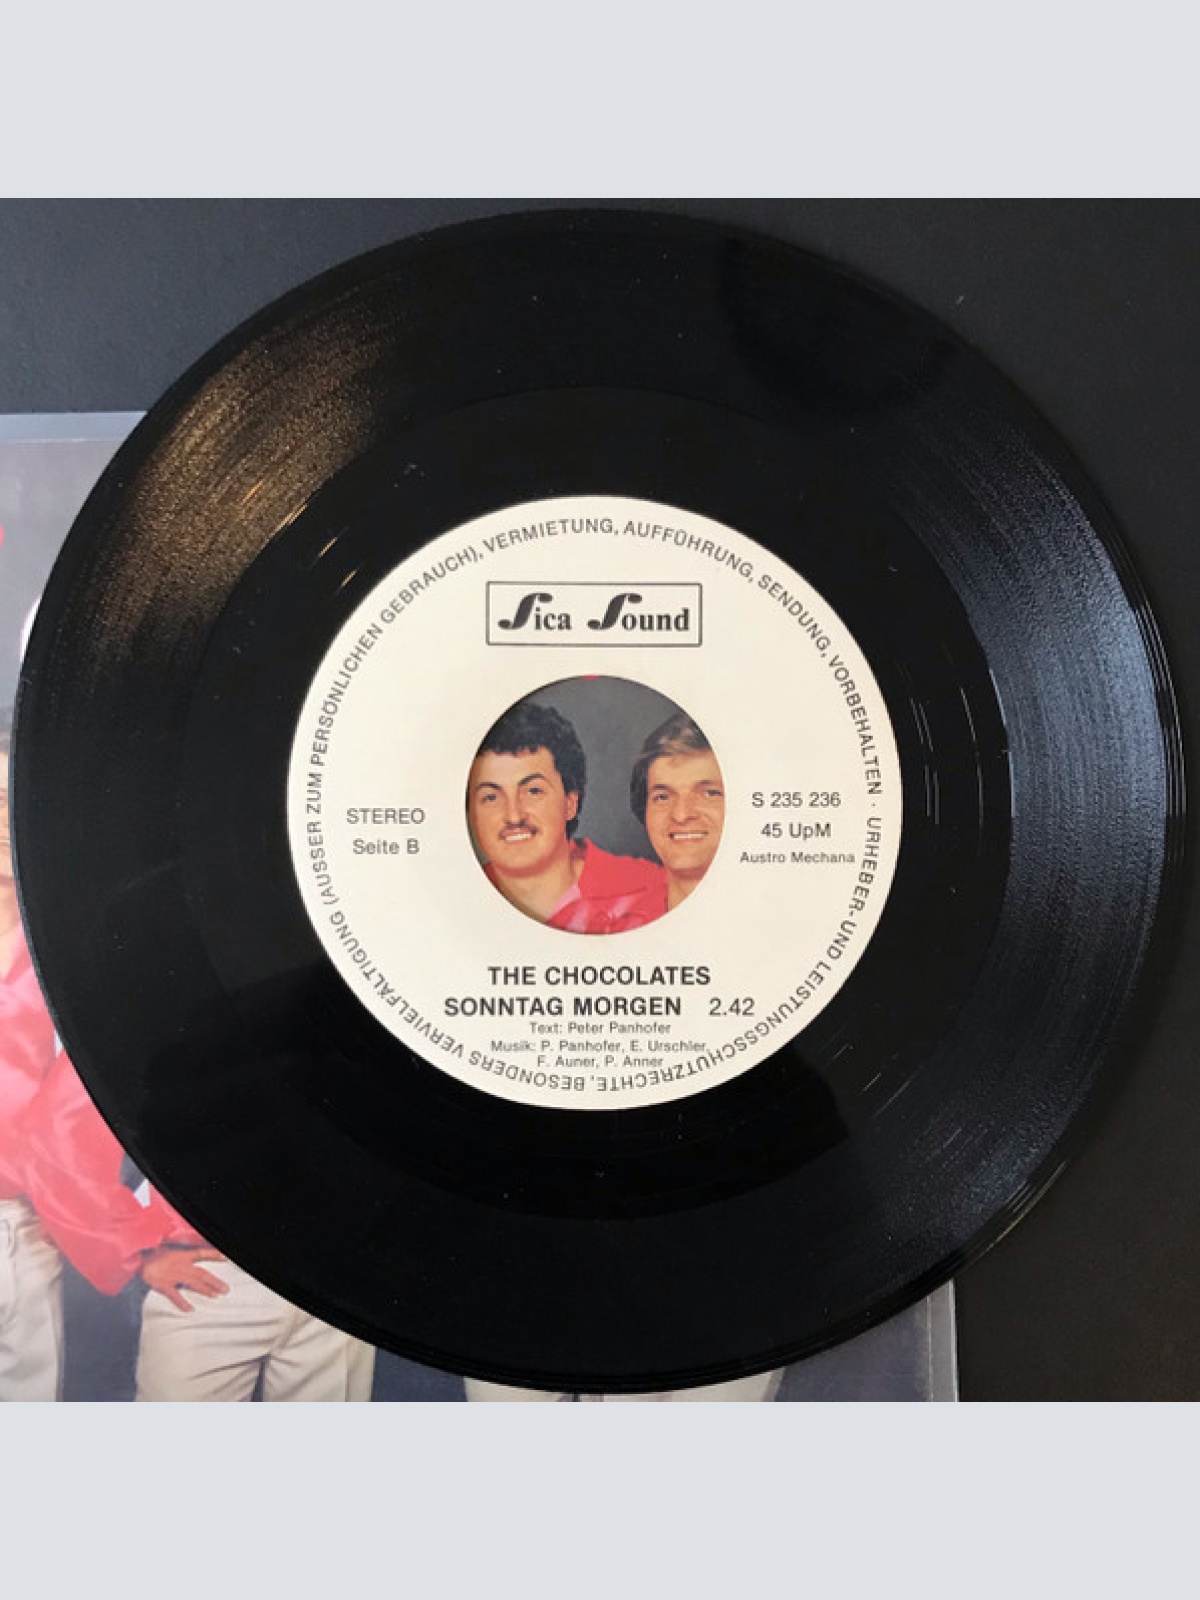 Sica Sound
STEREO
Seite B
S 235 236
45 UpM
Austro Mechana
THE CHOCOLATES
SONNTAG MORGEN 2.42
Text: Peter Panhofer
Musik: P. Panhofer, E. Urschler,
F. Auner, P. Anner
URHEBER-UND LEISTUNGSSCHUTZRECHTE, BESONDERS VERVIELFÄLTIGUNG (AUSSER ZUM PERSÖNLICHEN GEBRAUCH), VERMIETUNG, AUFFÜHRUNG, SENDUNG, VORBEHALTEN ·